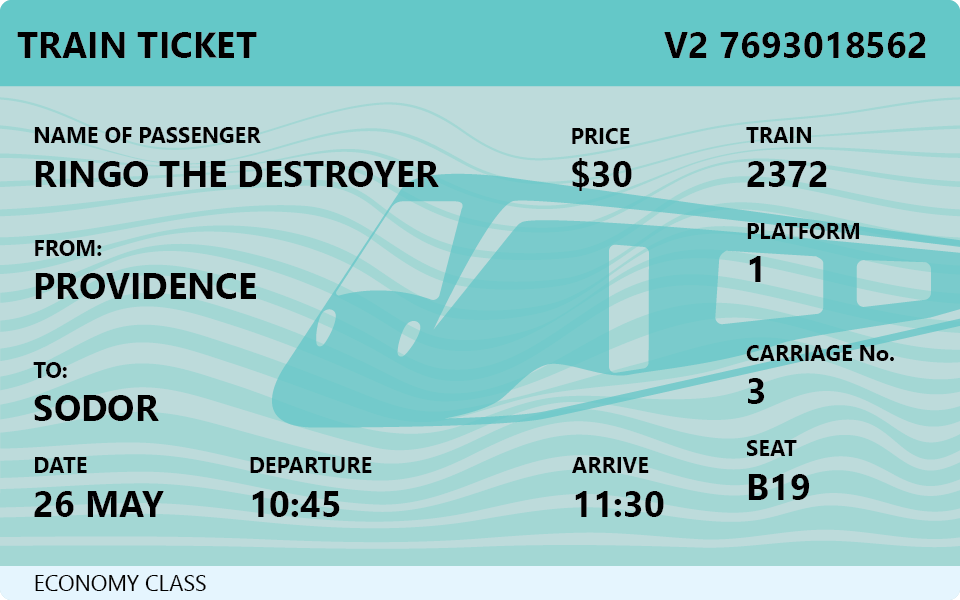 TRAIN TICKET
V2 7693018562
NAME OF PASSENGER
RINGO THE DESTROYER
PRICE
$30
TRAIN
2372
FROM:
PROVIDENCE
PLATFORM
1
TO:
SODOR
CARRIAGE No.
3
DATE
26 MAY
DEPARTURE
10:45
ARRIVE
11:30
SEAT
B19
ECONOMY CLASS